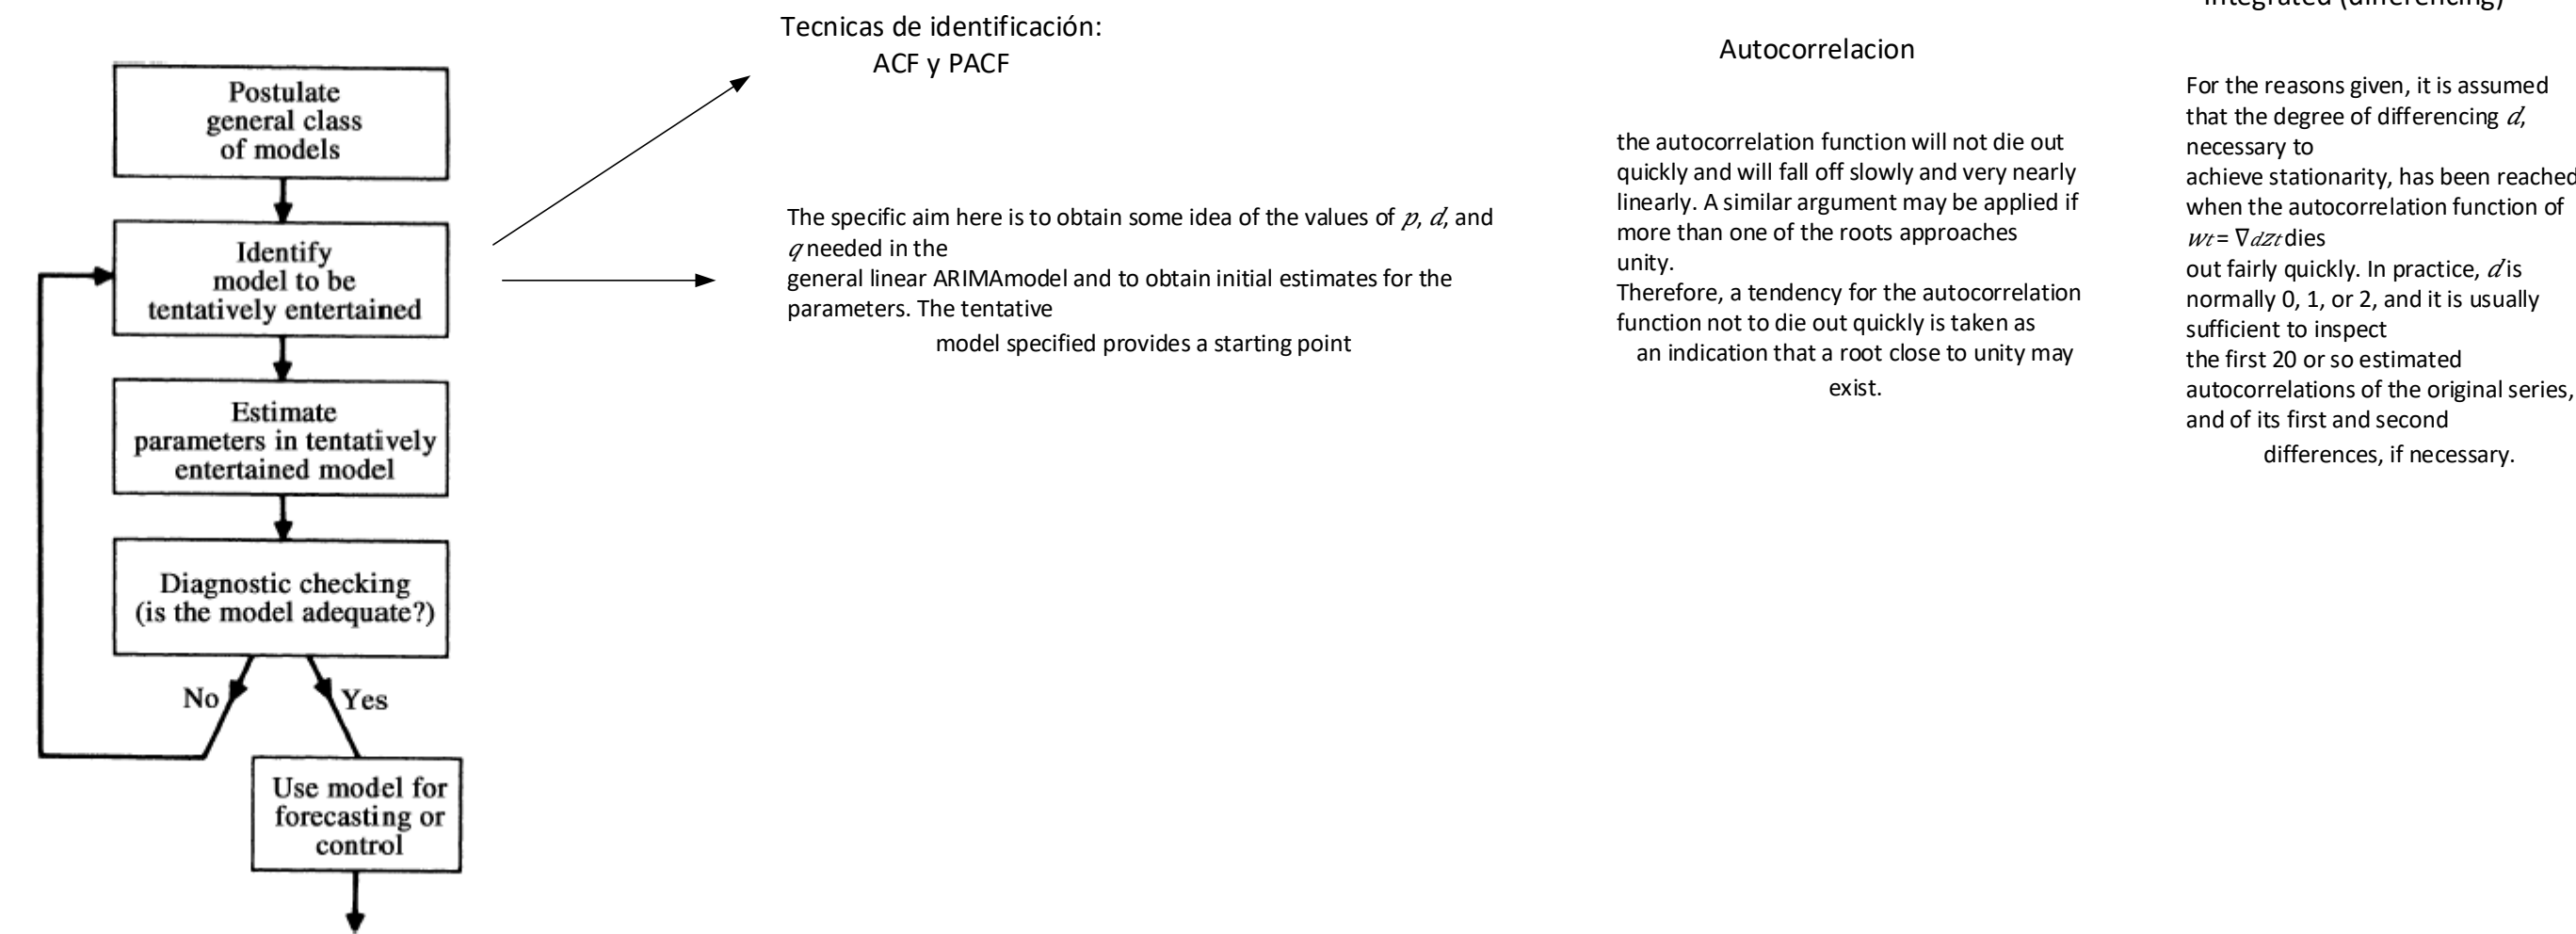 Postulate
general class
of models
Identify
model to be
tentatively entertained
Estimate
parameters in tentatively
entertained model
Diagnostic checking
(is the model adequate?)
No
Yes
Use model for
forecasting or
control
Tecnicas de identificación:
ACF y PACF
The specific aim here is to obtain some idea of the values of p, d, and
q needed in the
general linear ARIMAmodel and to obtain initial estimates for the
parameters. The tentative
model specified provides a starting point
Autocorrelacion
the autocorrelation function will not die out
quickly and will fall off slowly and very nearly
linearly. A similar argument may be applied if
more than one of the roots approaches
unity.
Therefore, a tendency for the autocorrelation
function not to die out quickly is taken as
an indication that a root close to unity may
exist.
Integrated (differencing)
For the reasons given, it is assumed
that the degree of differencing d,
necessary to
achieve stationarity, has been reached
when the autocorrelation function of
wt= ∇dzt dies
out fairly quickly. In practice, d is
normally 0, 1, or 2, and it is usually
sufficient to inspect
the first 20 or so estimated
autocorrelations of the original series,
and of its first and second
differences, if necessary.